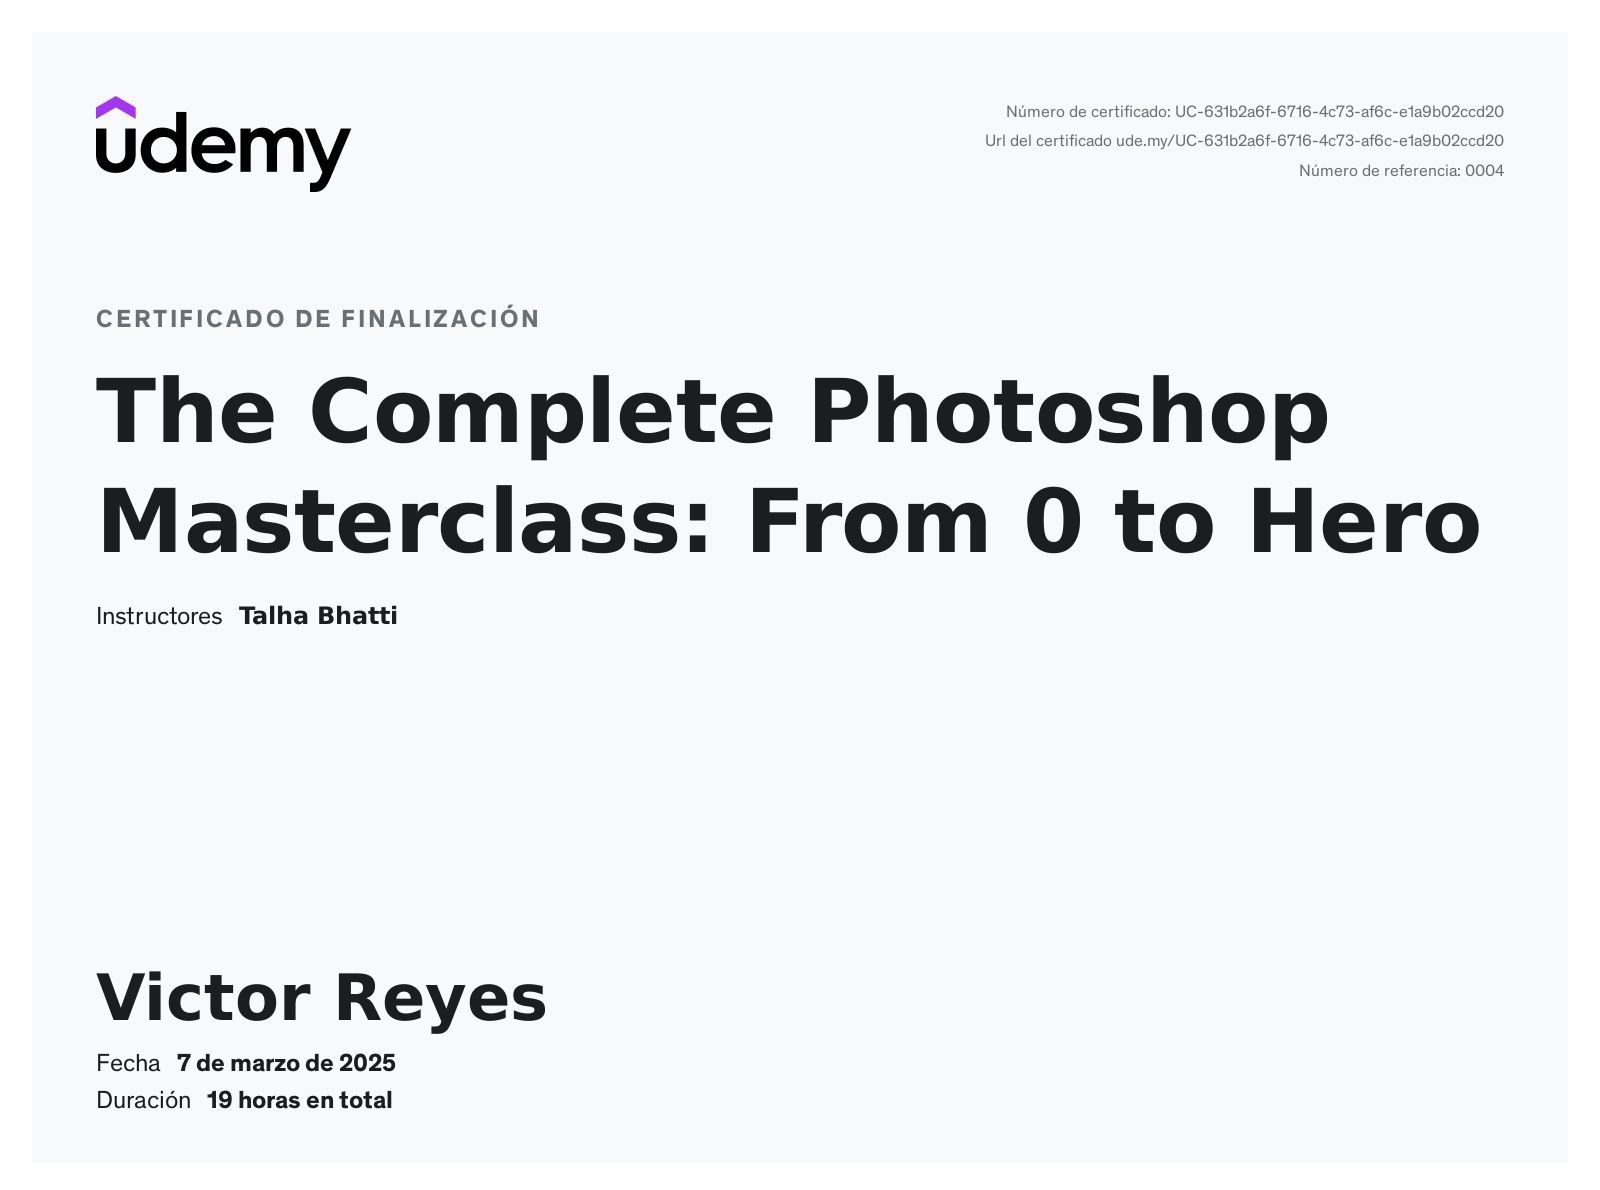 udemy
Número de certificado: UC-631b2a6f-6716-4c73-af6c-e1a9b02ccd20
Url del certificado ude.my/UC-631b2a6f-6716-4c73-af6c-e1a9b02ccd20
Número de referencia: 0004
CERTIFICADO DE FINALIZACIÓN
The Complete Photoshop
Masterclass: From 0 to Hero
Instructores Talha Bhatti
Victor Reyes
Fecha 7 de marzo de 2025
Duración 19 horas en total